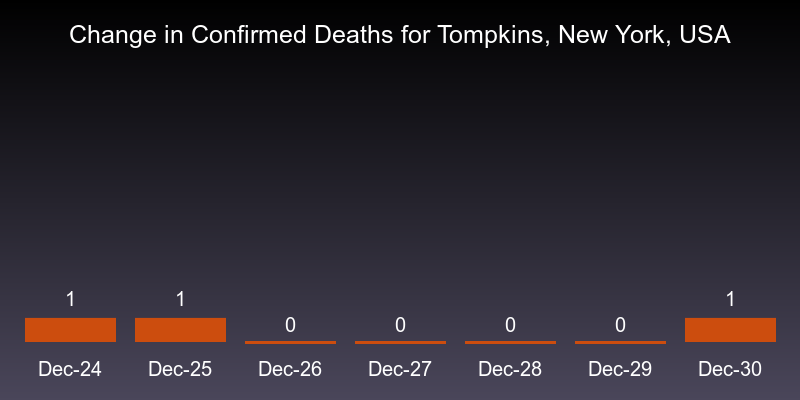 Change in Confirmed Deaths for Tompkins, New York, USA
1 1 0 0 0 0 1
Dec-24 Dec-25 Dec-26 Dec-27 Dec-28 Dec-29 Dec-30